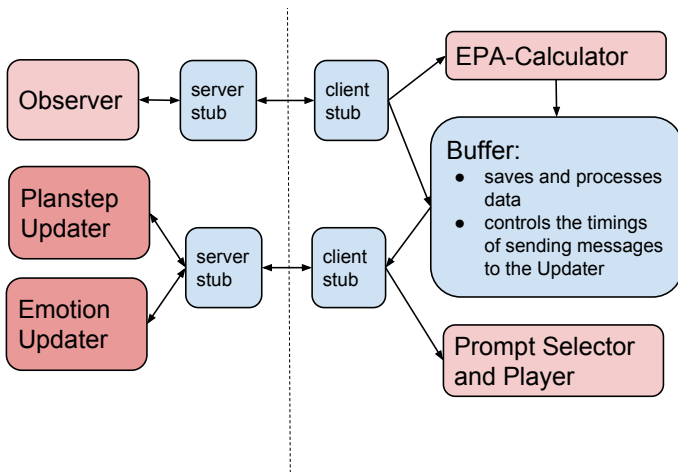 Observer
server
stub
client
stub
EPA-Calculator
Buffer:
● saves and processes
data
● controls the timings
of sending messages
to the Updater
Planstep
Updater
Emotion
Updater
server
stub
client
stub
Prompt Selector
and Player